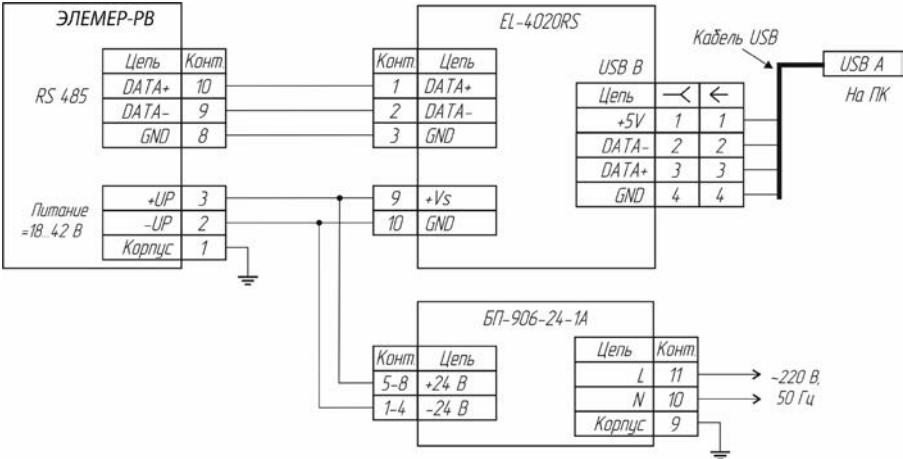 ЭЛЕМЕР-РВ
RS 485
Цепь Конт.
DATA+ 10
DATA- 9
GND 8
Питание
=18...42 В
+UP 3
-UP 2
Корпус 1
EL-4020RS
Конт. Цепь
1 DATA+
2 DATA-
3 GND
9 +Vs
10 GND
USB B
Цепь
+5V 1 1
DATA- 2 2
DATA+ 3 3
GND 4 4
Кабель USB
USB A
На ПК
БП-906-24-1А
Конт. Цепь
5-8 +24 В
1-4 -24 В
Цепь Конт.
L 11
N 10
Корпус 9
~220 В,
50 Гц